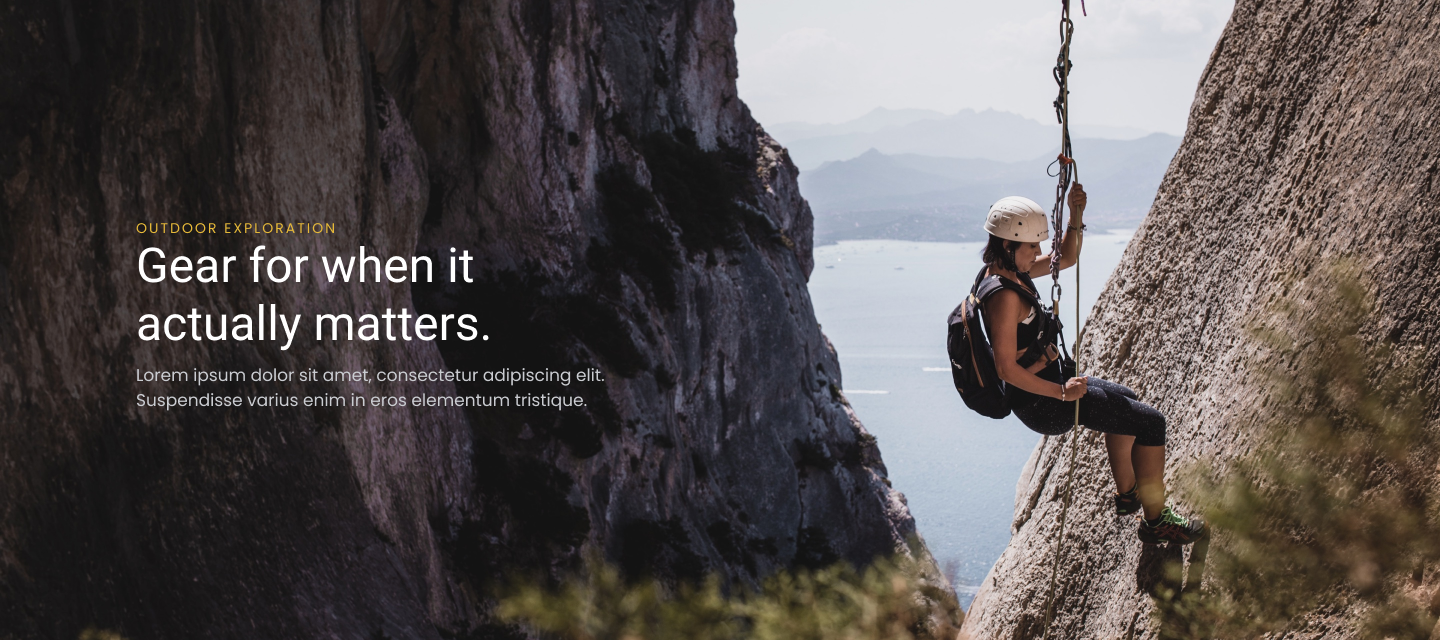 OUTDOOR EXPLORATION
Gear for when it
actually matters.
Lorem ipsum dolor sit amet, consectetur adipiscing elit.
Suspendisse varius enim in eros elementum tristique.